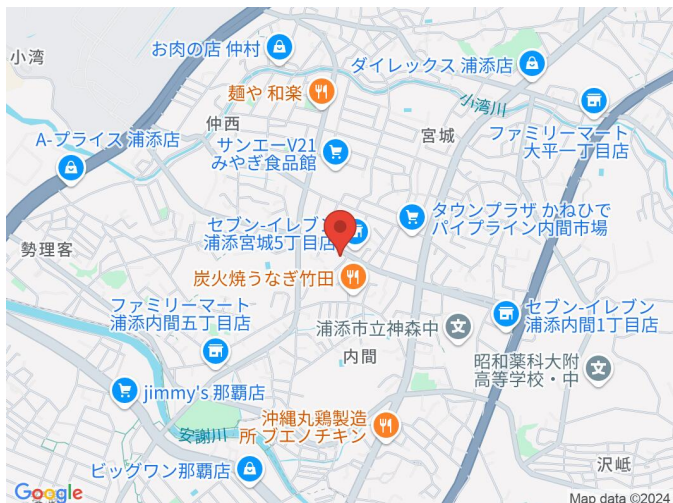 お肉の店 仲村
小湾
ダイレックス 浦添店
麺や 和楽
小湾川
仲西
宮城
ファミリーマート
大平一丁目店
A-プライス 浦添店
サンエーV21
みやぎ食品館
タウンプラザ かねひで
パイプライン内間市場
セブン-イレブン
浦添宮城5丁目店
勢理客
炭火焼うなぎ竹田
ファミリーマート
浦添内間五丁目店
セブン-イレブン
浦添内間1丁目店
浦添市立神森中
内間
昭和薬科大附
高等学校・中
jimmy's 那覇店
沖縄丸鶏製造
所 ブエノチキン
安謝川
ビッグワン那覇店
沢岻
Google
Map data ©2024